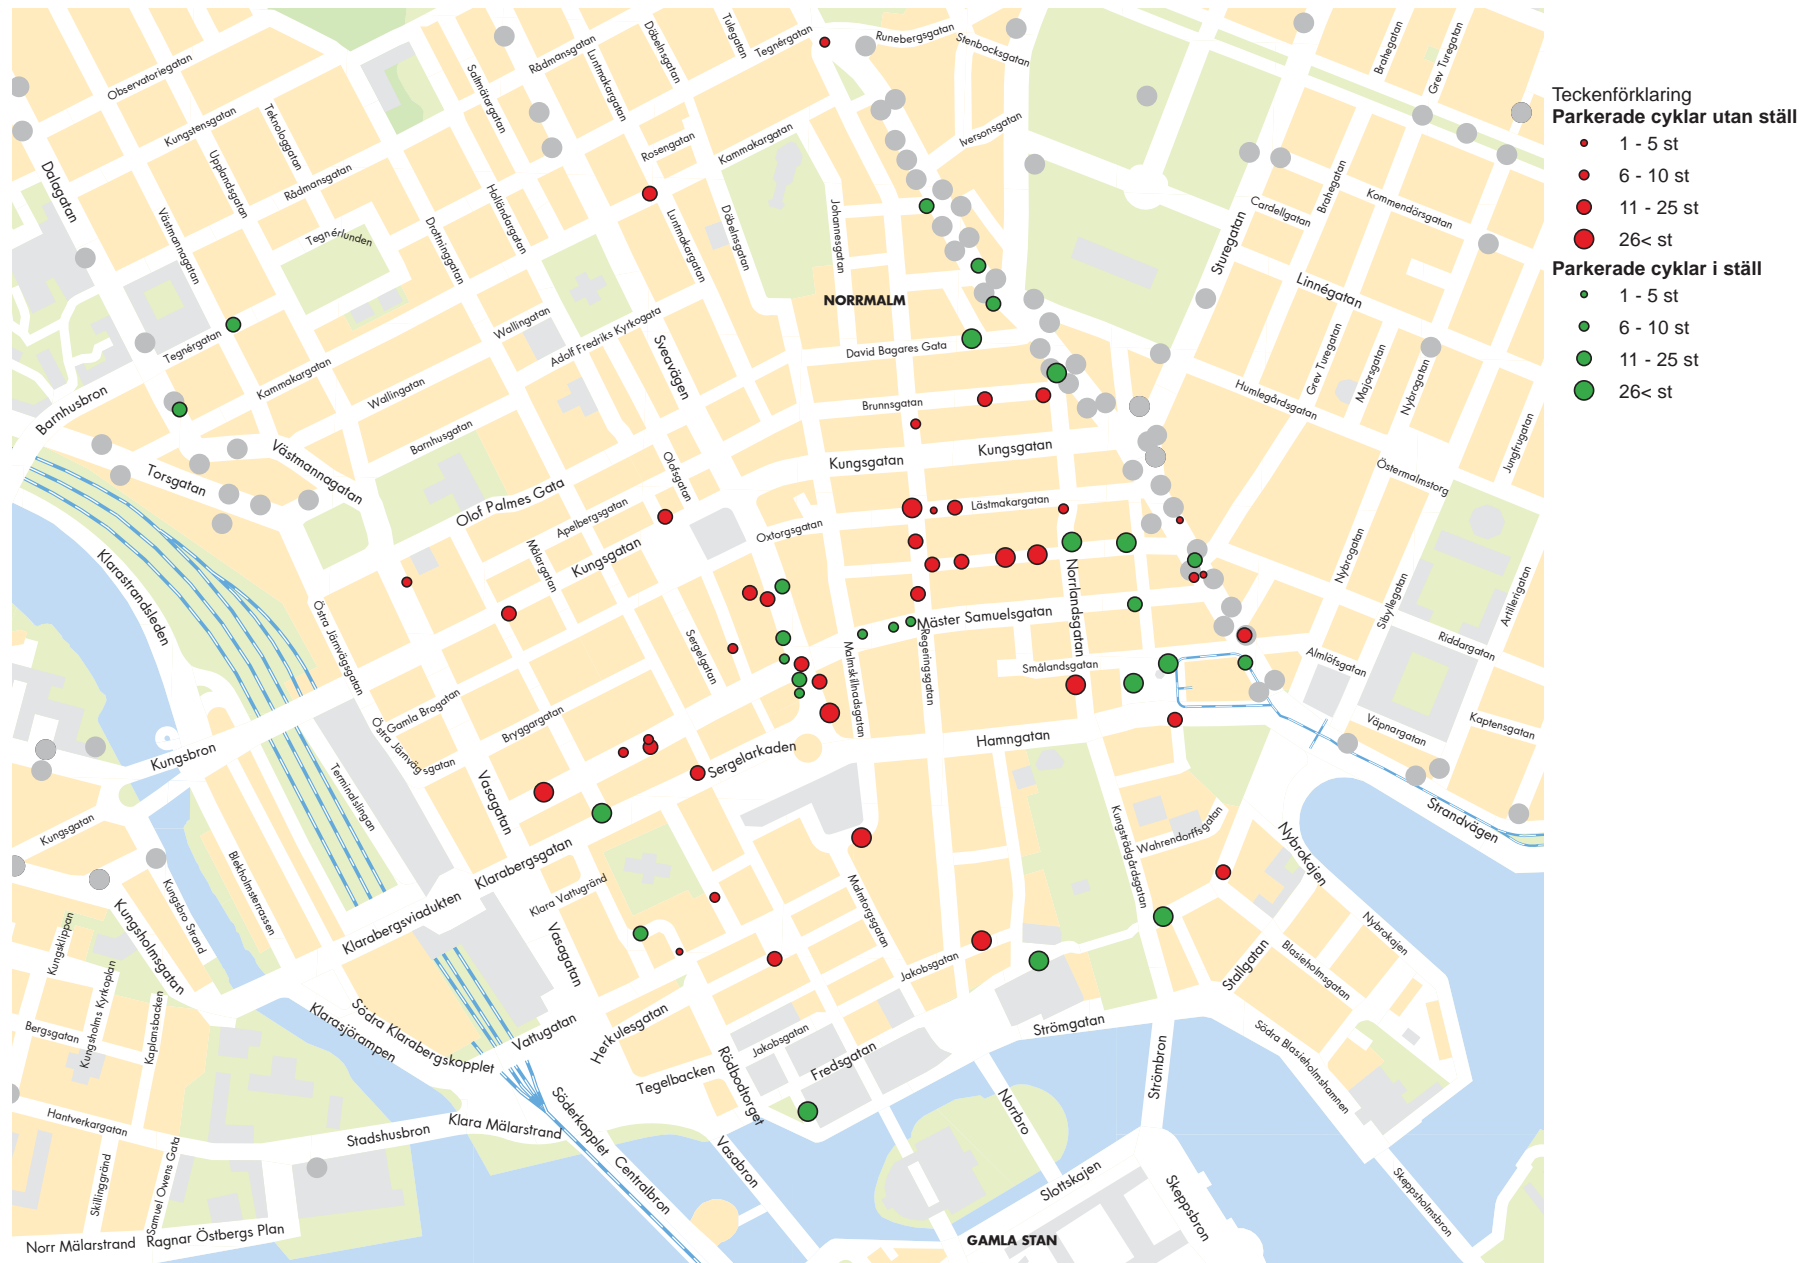 Teckenförklaring
Parkerade cyklar utan ställ
1 - 5 st
6 - 10 st
11 - 25 st
26< st
Parkerade cyklar i ställ
1 - 5 st
6 - 10 st
11 - 25 st
26< st
Observatoriegatan
Kungstensgatan
Teknologgatan
Saltmätargatan
Rådmansgatan
Luntmakargatan
Döbelnsgatan
Tulegatan
Tegnérgatan
Runebergsgatan
Stenbocksgatan
Brahegatan
Grev Turegatan
Dalagatan
Upplandsgatan
Rådmansgatan
Västmannagatan
Tegnérlunden
Drottninggatan
Holländargatan
Rosengatan
Kammakargatan
Iversonsgatan
Luntmakargatan
Döbelnsgatan
Johannesgatan
Sturegatan
Cardellgatan
Brahegatan
Kommendörsgatan
Linnégatan
NORRMALM
Tegnérgatan
Kammakargatan
Wallingatan
Wallingatan
Adolf Fredriks Kyrkogata
Sveavägen
David Bagares Gata
Grev Turegatan
Majorsgatan
Nybrogatan
Humlegårdsgatan
Jungfrugatan
Barnhusbron
Barnhusgatan
Brunnsgatan
Kungsgatan
Kungsgatan
Västmannagatan
Torsgatan
Olof Palmes Gata
Olofsgatan
Apelbergsgatan
Lästmakargatan
Östermalmstorg
Oxtorgsgatan
Målargatan
Kungsgatan
Klarastrandsleden
Östra Järnvägsgatan
Norrlandsgatan
Nybrogatan
Sibyllegatan
Artillerigatan
Riddargatan
Mäster Samuelsgatan
Regeringsgatan
Malmskillnadsgatan
Sergelgatan
Smålandsgatan
Almlöfsgatan
Gamla Brogatan
Östra Järnvägsgatan
Bryggargatan
Kungsbron
Terminalslingan
Vasagatan
Sergelarkaden
Hamngatan
Väpnargatan
Kaptensgatan
Strandvägen
Kungsgatan
Blekholmsterrassen
Klarabergsgatan
Kungsträdgårdsgatan
Wahrendorffsgatan
Nybrokajen
Klara Vattugränd
Malmtorgsgatan
Kungsbro Strand
Kungsholmsgatan
Kungsklippan
Klarabergsviadukten
Vasagatan
Jakobsgatan
Stallgatan
Blasieholmsgatan
Nybrokajen
Bergsgatan
Kungsholms Kyrkoplan
Kaplansbacken
Södra Klarabergskopplet
Klarasjörampen
Vattugatan
Herkulesgatan
Jakobsgatan
Fredsgatan
Tegelbacken
Rödbodtorget
Strömgatan
Strömbron
Södra Blasieholmshamnen
Hantverkargatan
Stadshusbron
Klara Mälarstrand
Söderkopplet
Centralbron
Vasabron
Norrbro
Slottskajen
Skeppsbron
Skeppsholmsbron
Skillinggränd
Samuel Owens Gata
Norr Mälarstrand
Ragnar Östbergs Plan
GAMLA STAN